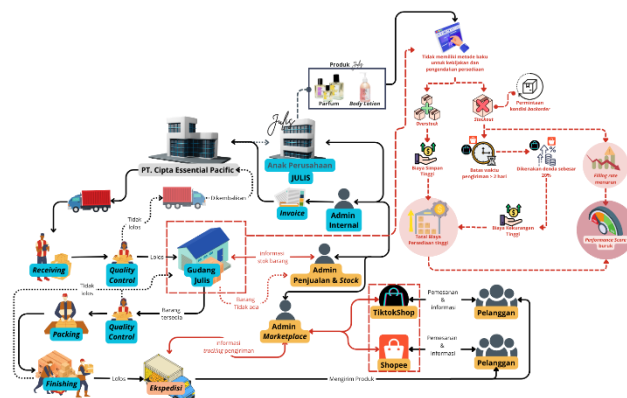 Produk Julis
Parfum
Body Lotion
Tidak memiliki metode baku
untuk kebijakan dan
pengendalian persediaan
Overstock
Stockout
Permintaan
kondisi backorder
Biaya Simpan
Tinggi
Batas waktu
pengiriman > 2 hari
Dikenakan denda sebesar
20%
Filling rate
menurun
Total Biaya
Persediaan Tinggi
Biaya Kekurangan
Tinggi
Performance Score
buruk
Julis
PT. Cipta Essential Pacific
Anak Perusahaan
JULIS
Invoice
Admin
Internal
Tidak
lolos
Dikembalikan
Receiving
Quality
Control
Lolos
Gudang
Julis
Informasi
stok barang
Admin
Penjualan & Stock
Barang
Tidak ada
Tidak
lolos
Packing
Quality
Control
Barang
tersedia
Admin
Marketplace
TiktokShop
Pemesanan
&
Informasi
Pelanggan
Informasi
tracking pengiriman
Shopee
Pemesanan
&
Informasi
Pelanggan
Finishing
Lolos
Ekspedisi
Mengirim Produk